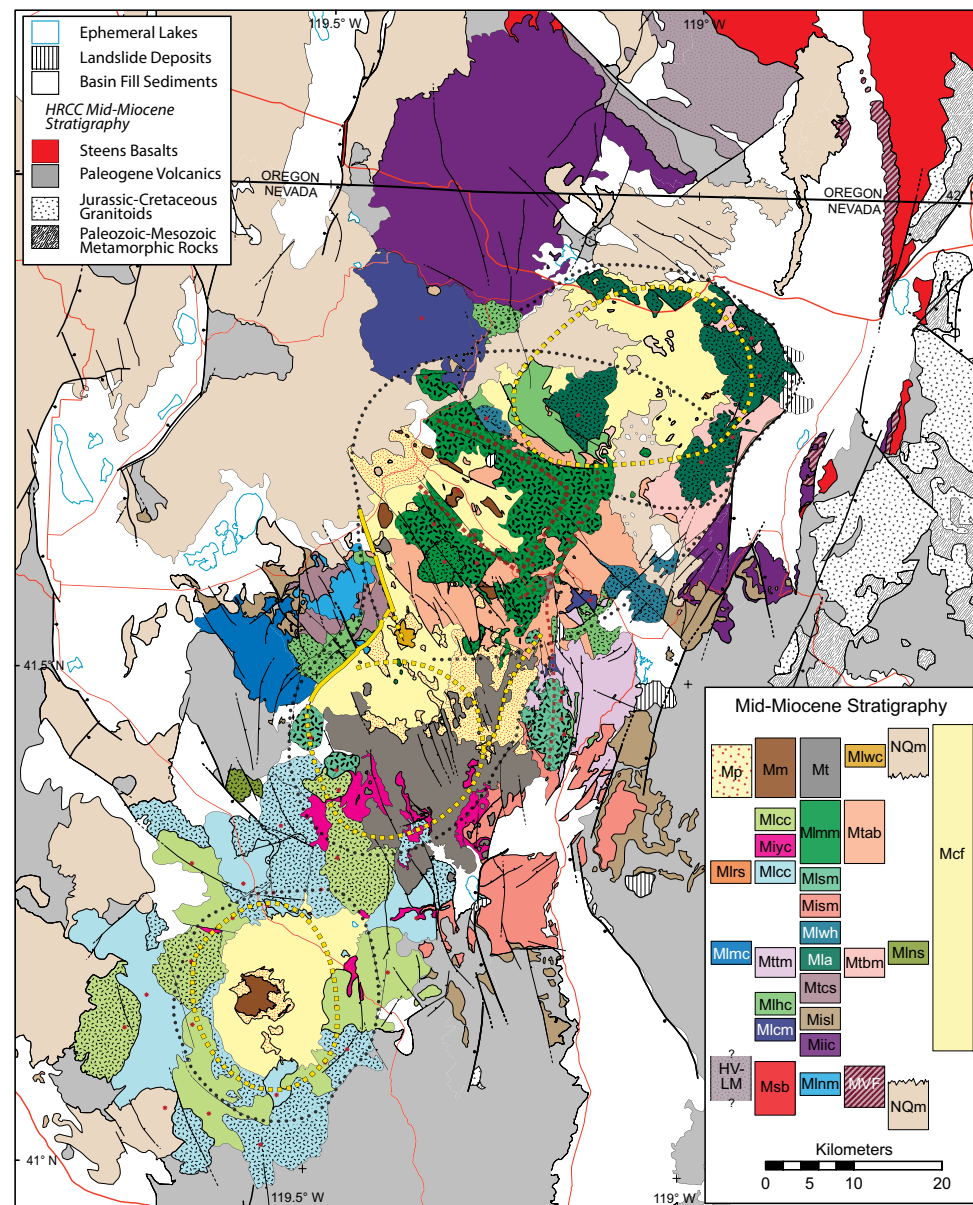 119.5° W
119° W
Ephemeral Lakes
Landslide Deposits
Basin Fill Sediments
HRCC Mid-Miocene
Stratigraphy
Steens Basalts
Paleogene Volcanics
Jurassic-Cretaceous
Granitoids
Paleozoic-Mesozoic
Metamorphic Rocks
OREGON
NEVADA
OREGON
NEVADA
42°
41.5° N
Mid-Miocene Stratigraphy
Mp
Mm
Mt
Mlwc
NQm
Mcf
Mlcc
Miyc
Mlmm
Mtab
Mlrs
Mlcc
Mlsm
Mism
Mlwh
Mlmc
Mttm
Mla
Mtbm
Mlns
Mtcs
Mlhc
Misl
Mlcm
Miic
?
HV-
LM
?
Msb
Mlnm
MVF
NQm
Kilometers
0 5 10 20
41° N
119.5° W
119° W